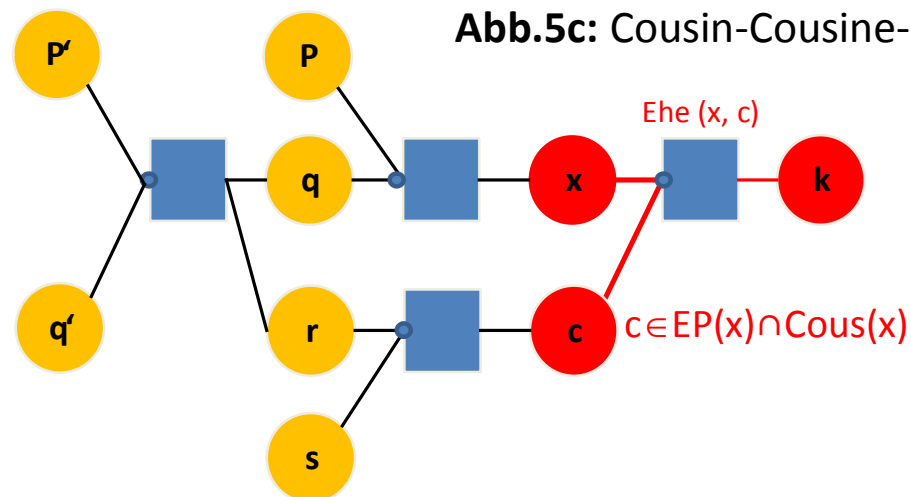 Abb.5c: Cousin-Cousine-
P‘
P
Ehe (x, c)
q
x
k
q‘
r
c
c∈EP(x)∩Cous(x)
s